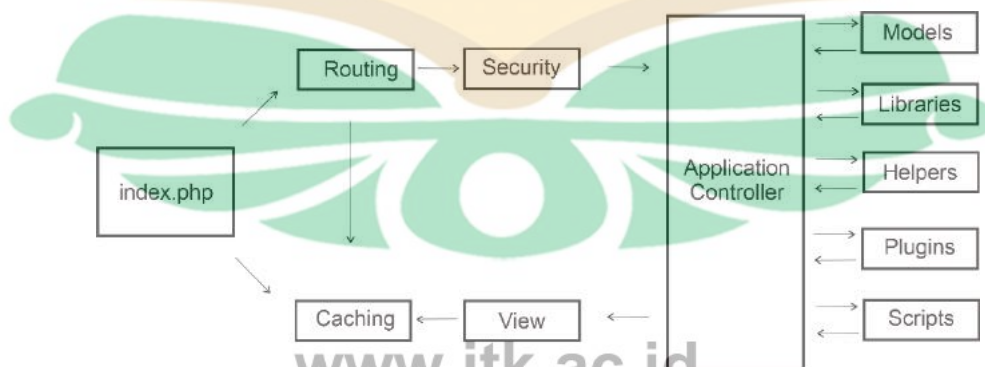 Models
Routing
Security
Libraries
Application
Controller
Helpers
index.php
Plugins
Caching
View
Scripts
www.itk.ac.id